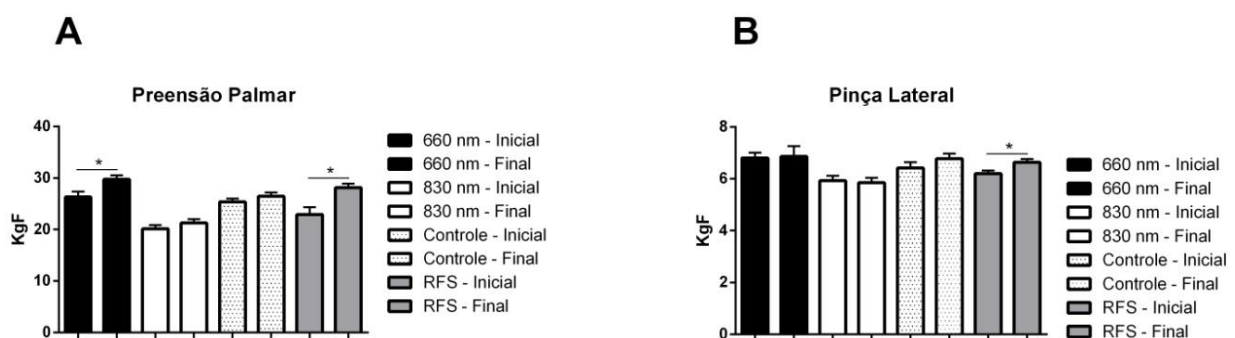 A
Preensão Palmar
40
30
20
10
0
KgF
*
*
660 nm - Inicial
660 nm - Final
830 nm - Inicial
830 nm - Final
Controle - Inicial
Controle - Final
RFS - Inicial
RFS - Final
B
Pinça Lateral
8
6
4
2
0
KgF
*
660 nm - Inicial
660 nm - Final
830 nm - Inicial
830 nm - Final
Controle - Inicial
Controle - Final
RFS - Inicial
RFS - Final